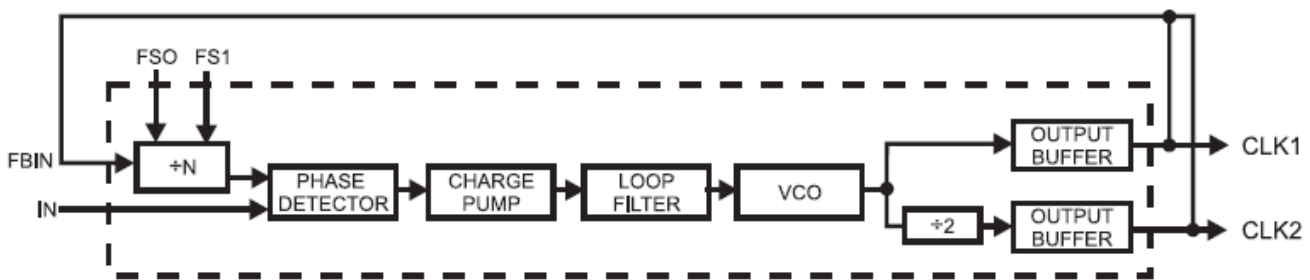 FSO FS1
FBIN
÷N
IN
PHASE
DETECTOR
CHARGE
PUMP
LOOP
FILTER
VCO
÷2
OUTPUT
BUFFER
CLK1
OUTPUT
BUFFER
CLK2